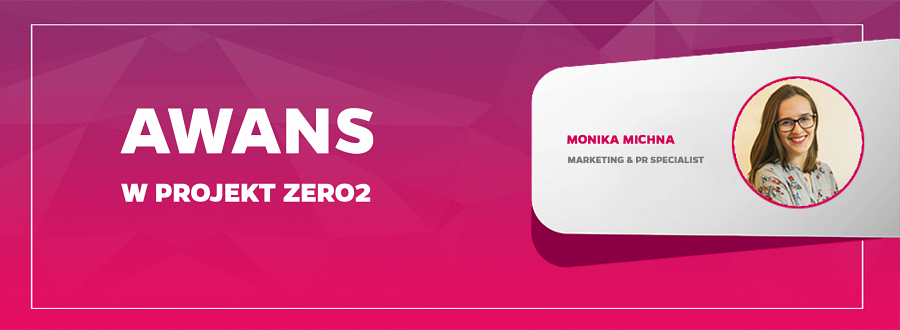 AWANS
W PROJEKT ZERO2
MONIKA MICHNA
MARKETING & PR SPECIALIST